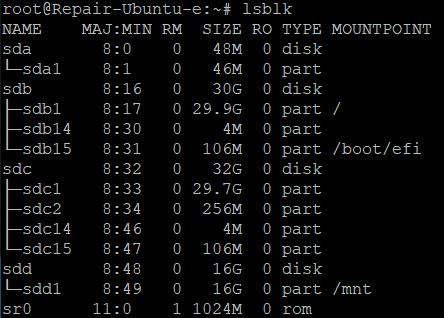 root@Repair-Ubuntu-e:~# lsblk
NAME    MAJ:MIN RM  SIZE RO TYPE MOUNTPOINT
sda       8:0    0   48M  0 disk
└─sda1    8:1    0   46M  0 part
sdb       8:16   0   30G  0 disk
├─sdb1    8:17   0 29.9G  0 part /
├─sdb14   8:30   0    4M  0 part
└─sdb15   8:31   0  106M  0 part /boot/efi
sdc       8:32   0   32G  0 disk
├─sdc1    8:33   0 29.7G  0 part
├─sdc2    8:34   0  256M  0 part
├─sdc14   8:46   0    4M  0 part
└─sdc15   8:47   0  106M  0 part
sdd       8:48   0   16G  0 disk
└─sdd1    8:49   0   16G  0 part /mnt
sr0      11:0    1 1024M  0 rom